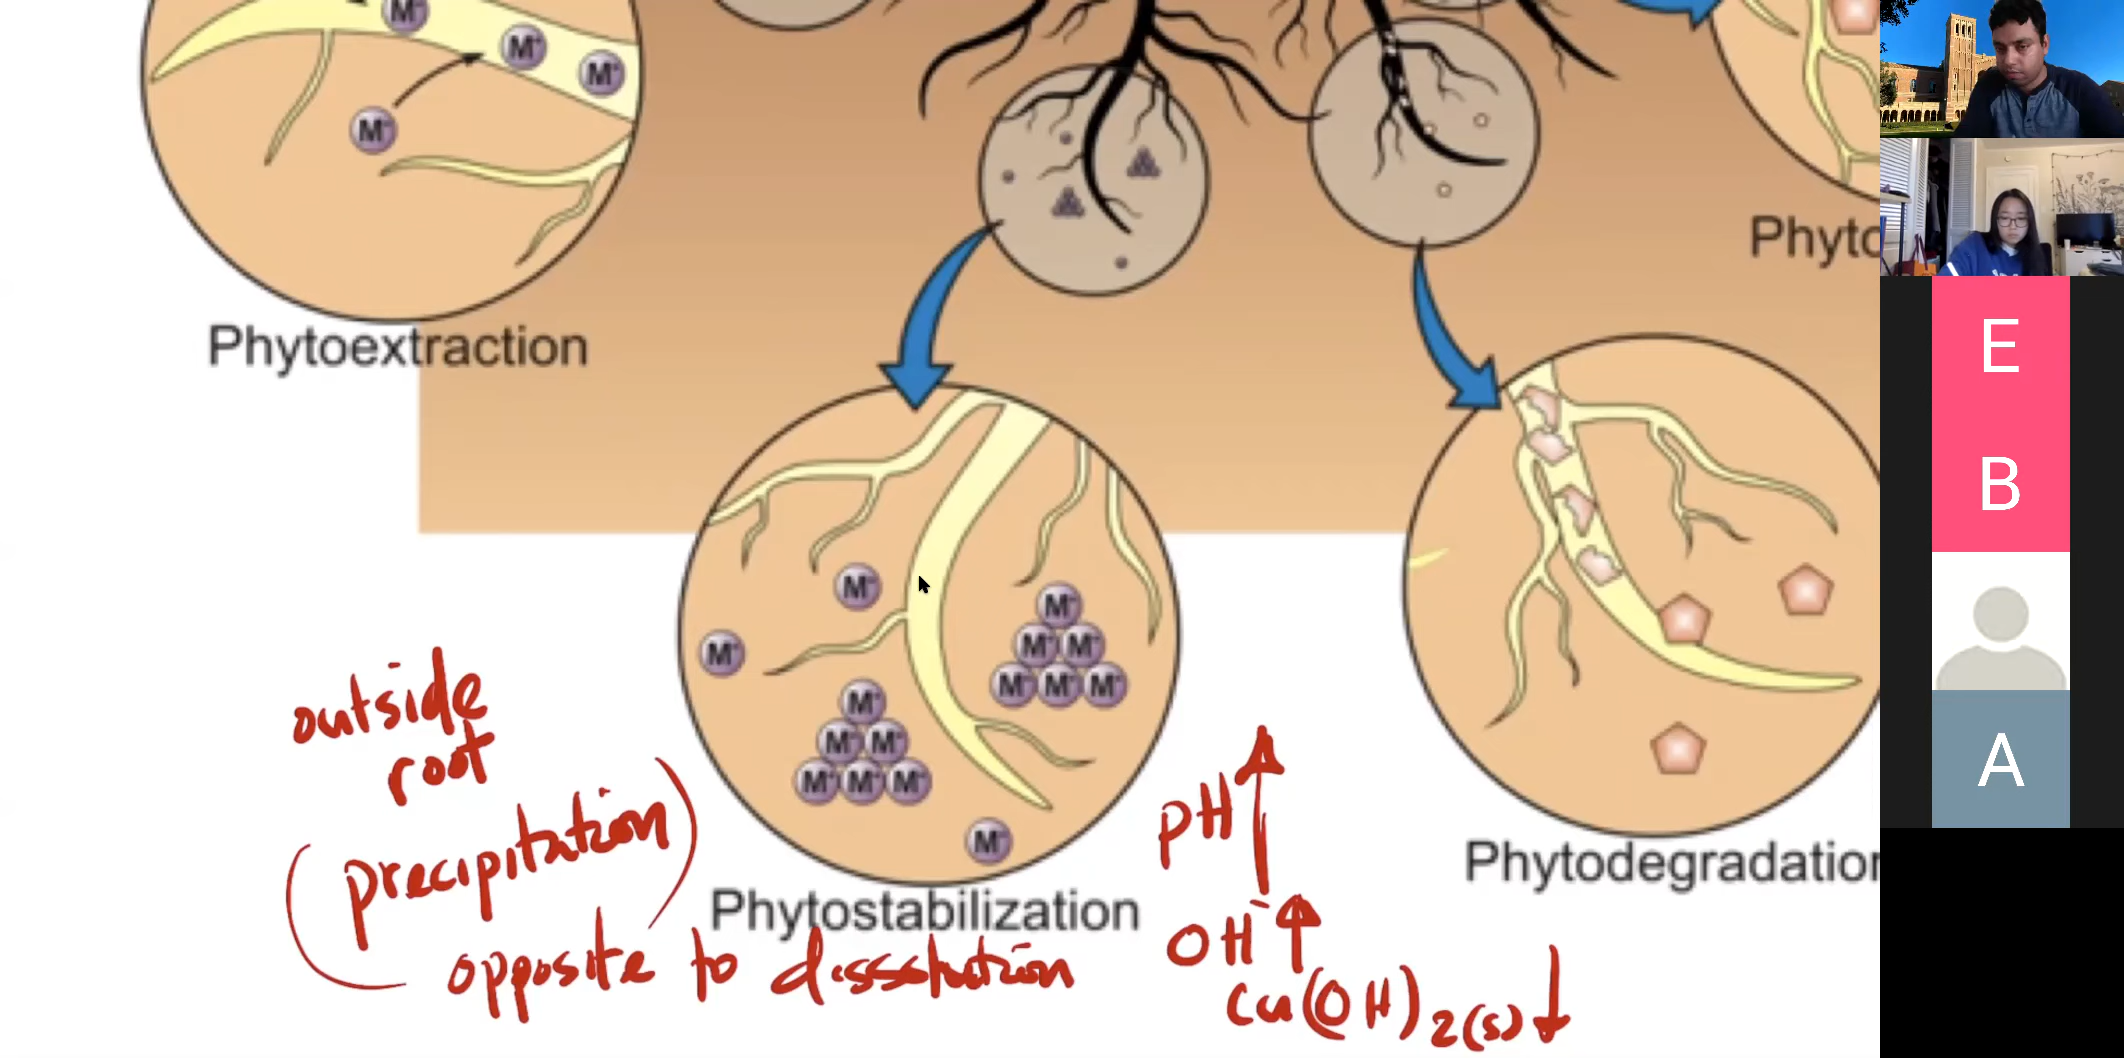 M+
M+
M+
M+
Phytoextraction
Phyto
E
B
A
M+
M+
M+
M+ M+
M+ M+ M+
M+
M+ M+
M+ M+ M+
M+
Phytostabilization
Phytodegradation
outside
root
(precipitation)
opposite to dissolution
pH↑
OH⁻↑
Cu(OH)2(s)↓